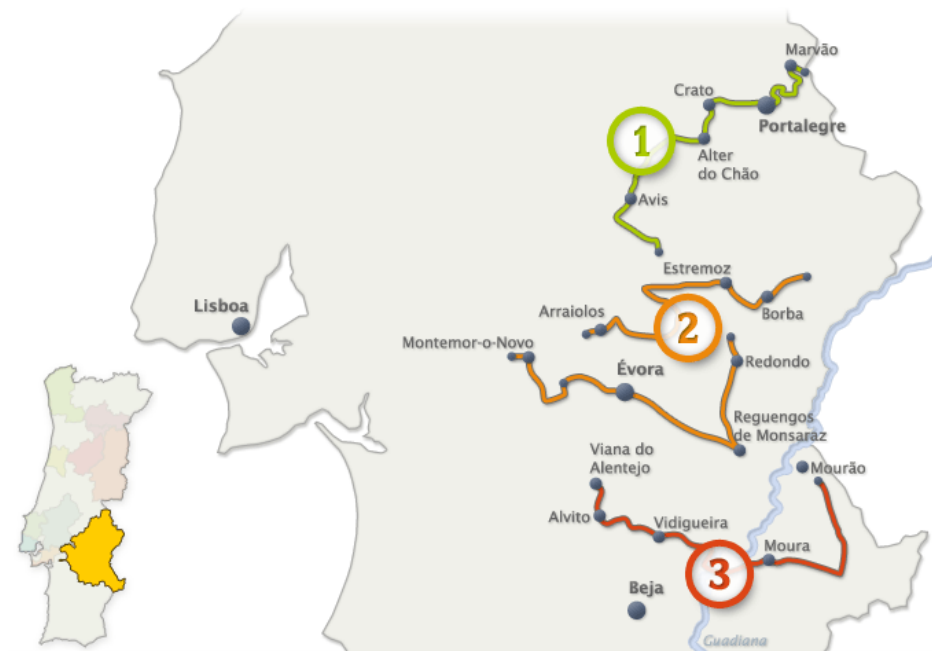 Marvão
Crato
Portalegre
1
Alter
do Chão
Avis
Estremoz
Lisboa
Arraiolos
Borba
2
Montemor-o-Novo
Évora
Redondo
Reguengos
de Monsaraz
Viana do
Alentejo
Mourão
Alvito
Vidigueira
Moura
3
Beja
Guadiana